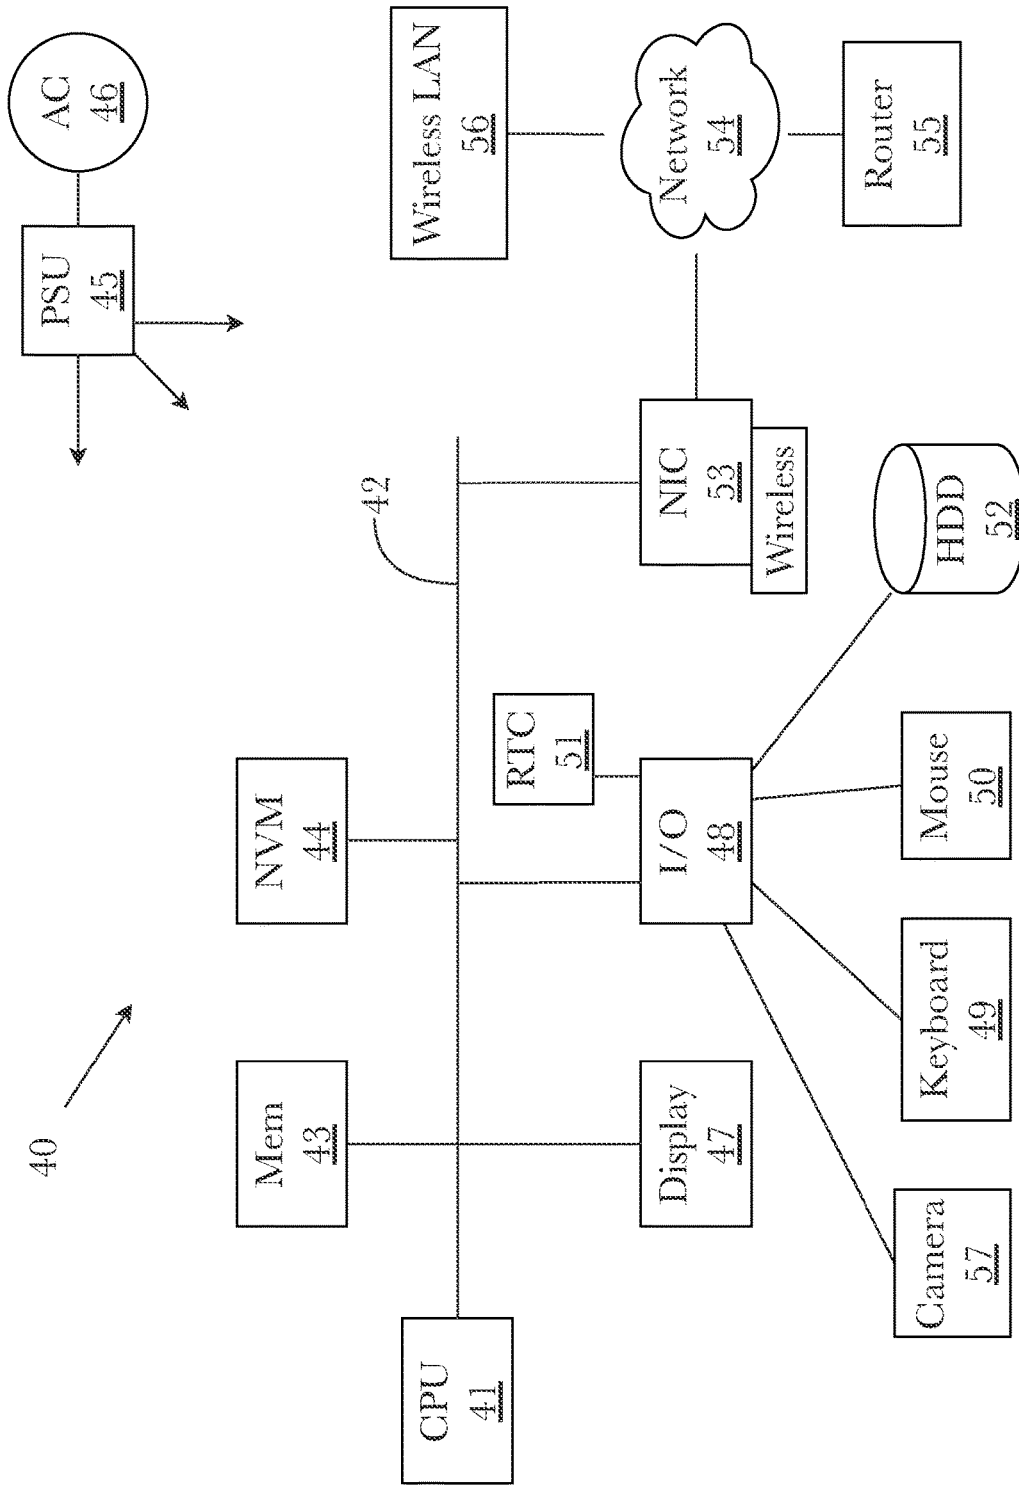 40
AC
46
PSU
45
Mem
43
NVM
44
42
Wireless LAN
56
CPU
41
RTC
51
Display
47
I/O
48
NIC
53
Wireless
Network
54
Router
55
Camera
57
Keyboard
49
Mouse
50
HDD
52